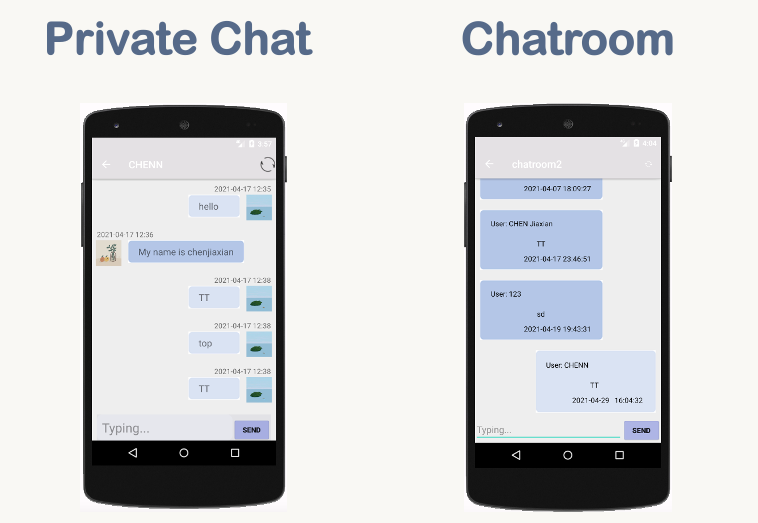 Private Chat
3:57
CHENN
2021-04-17 12:35
hello
2021-04-17 12:36
My name is chenjiaxian
2021-04-17 12:38
TT
2021-04-17 12:38
top
2021-04-17 12:38
TT
Typing...
SEND
Chatroom
4:04
chatroom2
2021-04-07 18:09:27
User: CHEN Jiaxian
TT
2021-04-17 23:46:51
User: 123
sd
2021-04-19 19:43:31
User: CHENN
TT
2021-04-29 16:04:32
Typing...
SEND